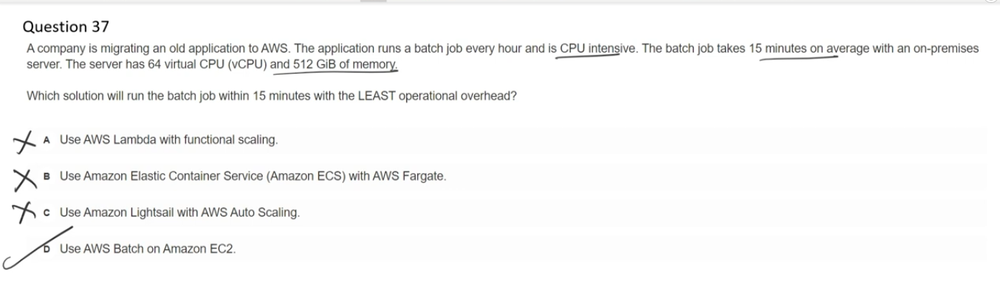 Question 37
A company is migrating an old application to AWS. The application runs a batch job every hour and is CPU intensive. The batch job takes 15 minutes on average with an on-premises
server. The server has 64 virtual CPU (vCPU) and 512 GiB of memory.
Which solution will run the batch job within 15 minutes with the LEAST operational overhead?
A Use AWS Lambda with functional scaling.
B Use Amazon Elastic Container Service (Amazon ECS) with AWS Fargate.
C Use Amazon Lightsail with AWS Auto Scaling.
D Use AWS Batch on Amazon EC2.